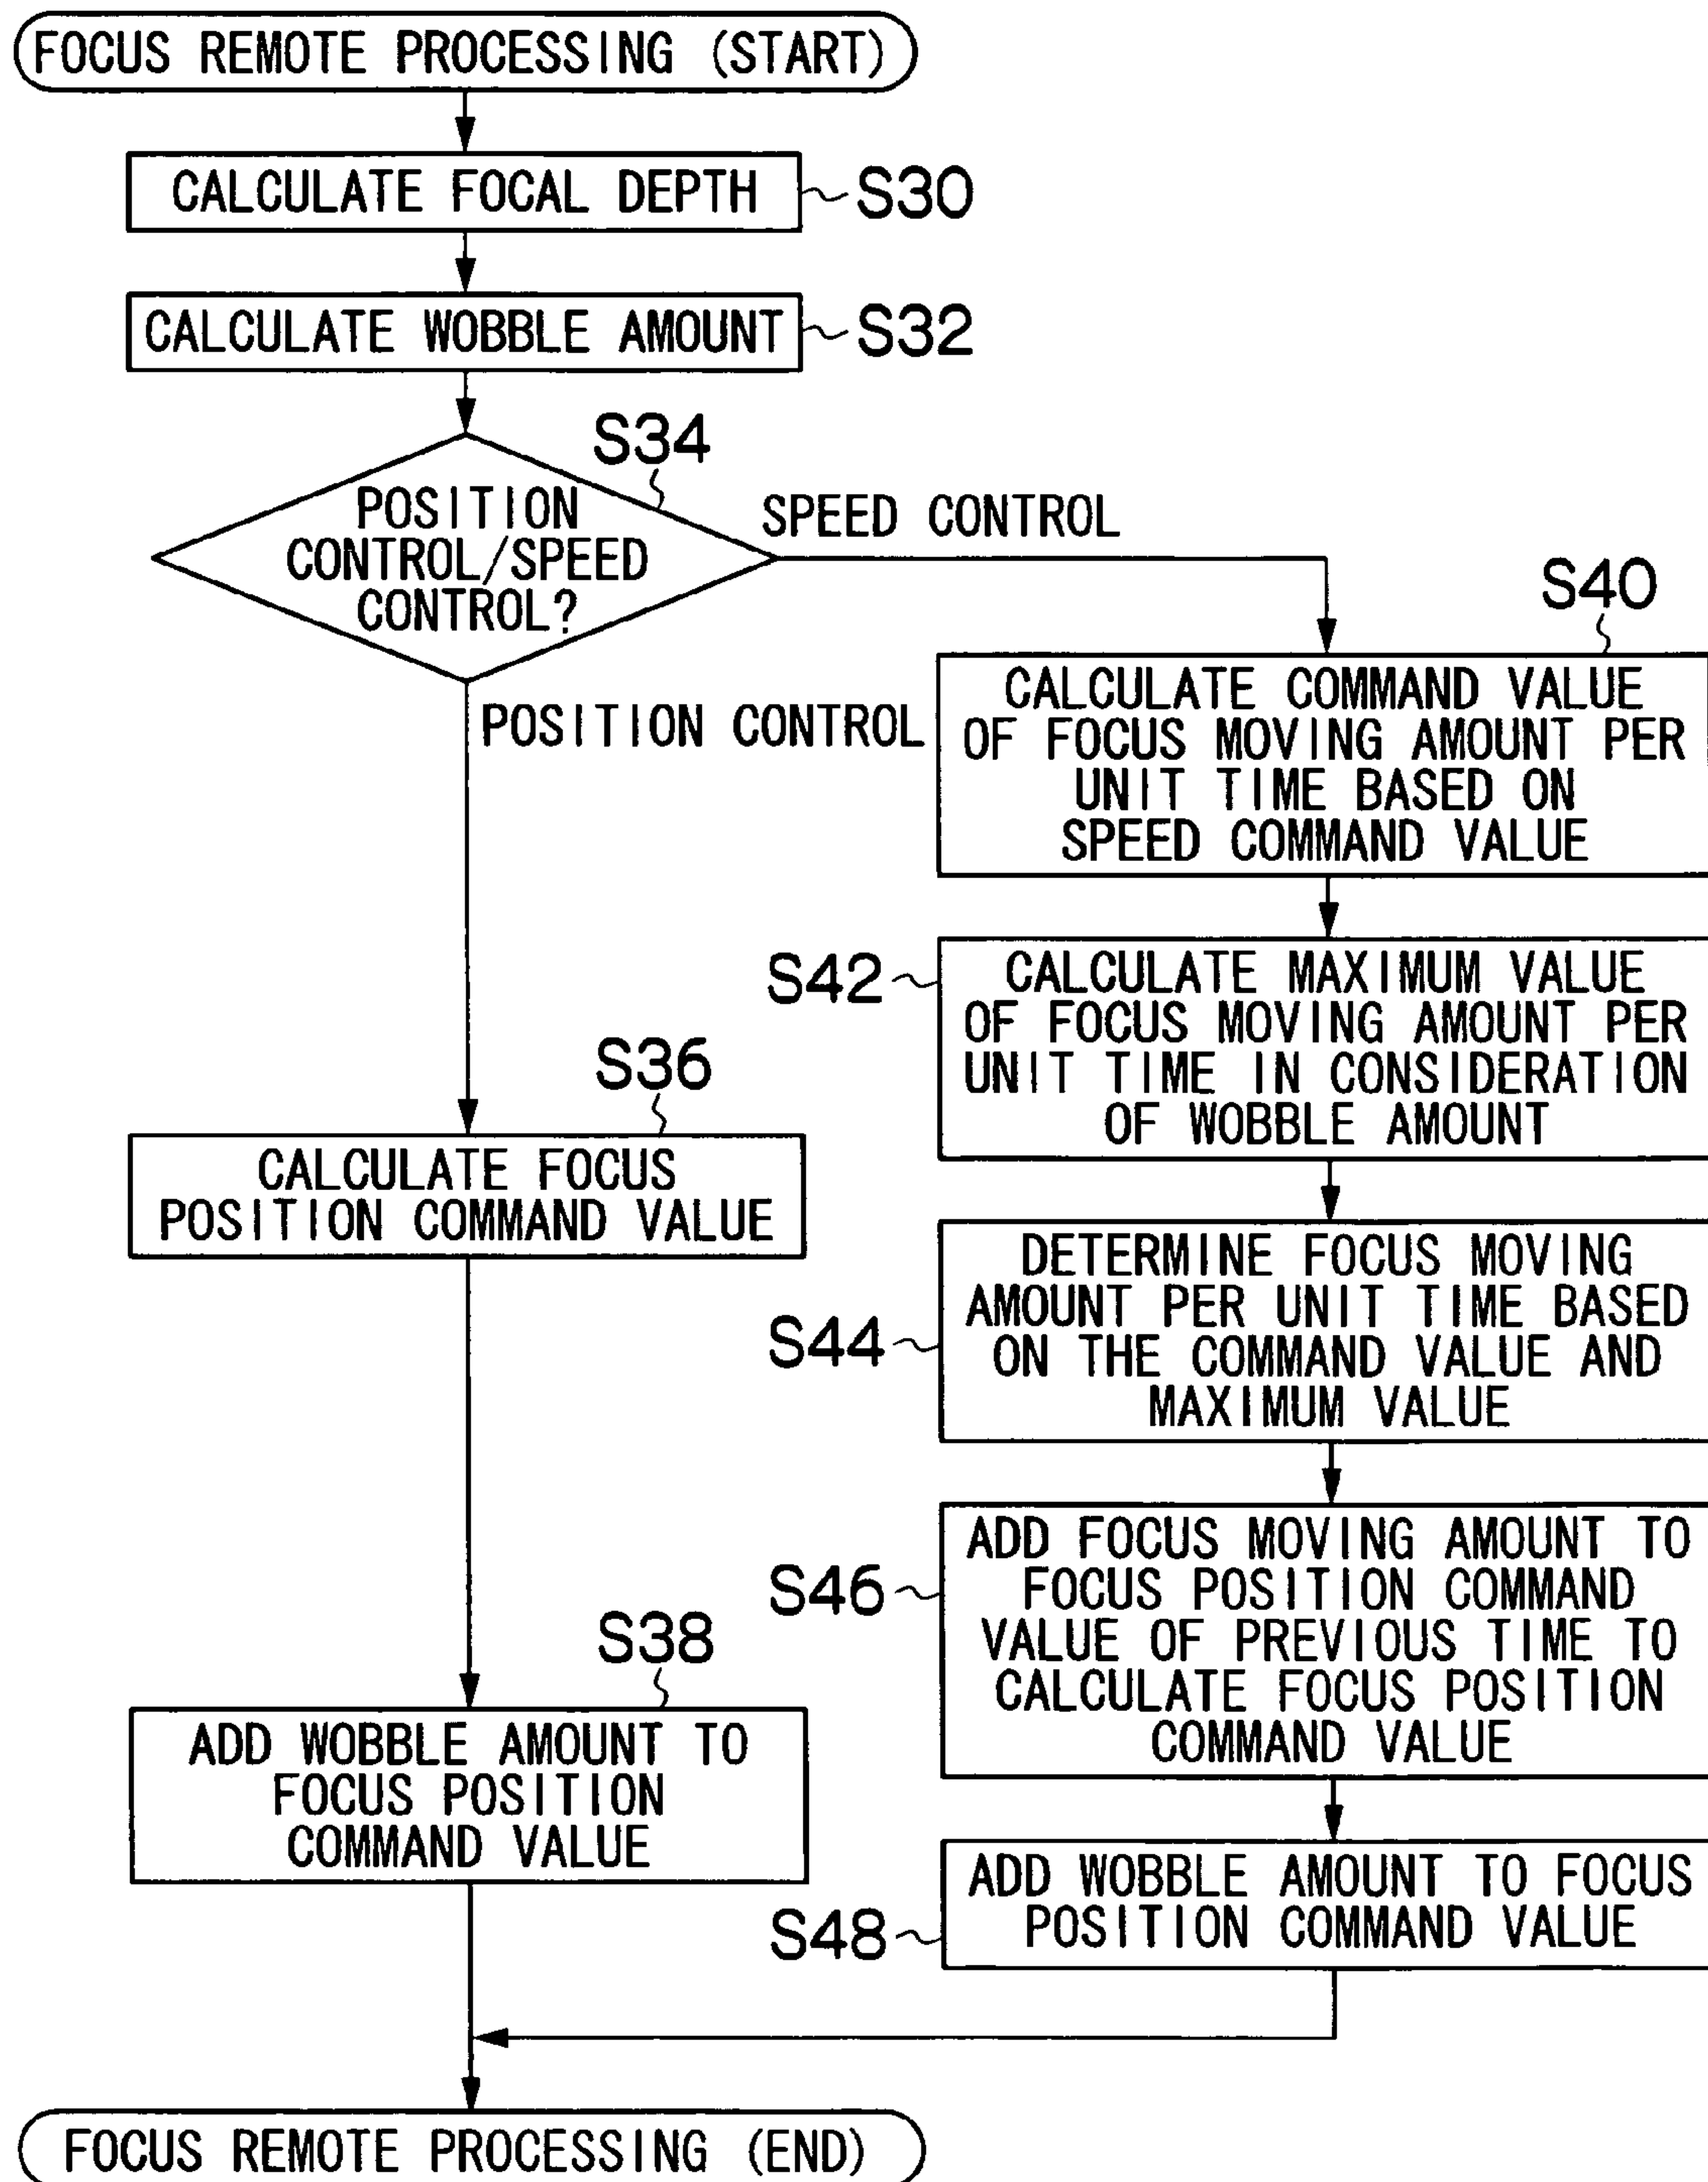 FOCUS REMOTE PROCESSING (START)
CALCULATE FOCAL DEPTH
S30
CALCULATE WOBBLE AMOUNT
S32
S34
POSITION
CONTROL/SPEED
CONTROL?
SPEED CONTROL
POSITION CONTROL
S36
CALCULATE FOCUS
POSITION COMMAND VALUE
S38
ADD WOBBLE AMOUNT TO
FOCUS POSITION
COMMAND VALUE
S40
CALCULATE COMMAND VALUE
OF FOCUS MOVING AMOUNT PER
UNIT TIME BASED ON
SPEED COMMAND VALUE
S42
CALCULATE MAXIMUM VALUE
OF FOCUS MOVING AMOUNT PER
UNIT TIME IN CONSIDERATION
OF WOBBLE AMOUNT
S44
DETERMINE FOCUS MOVING
AMOUNT PER UNIT TIME BASED
ON THE COMMAND VALUE AND
MAXIMUM VALUE
S46
ADD FOCUS MOVING AMOUNT TO
FOCUS POSITION COMMAND
VALUE OF PREVIOUS TIME TO
CALCULATE FOCUS POSITION
COMMAND VALUE
S48
ADD WOBBLE AMOUNT TO FOCUS
POSITION COMMAND VALUE
FOCUS REMOTE PROCESSING (END)